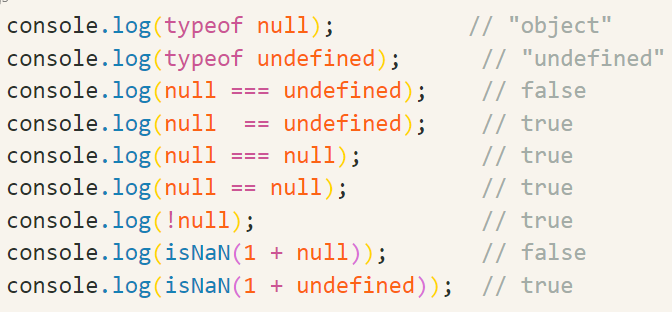 console.log(typeof null);          // "object"
console.log(typeof undefined);      // "undefined"
console.log(null === undefined);    // false
console.log(null  == undefined);    // true
console.log(null === null);         // true
console.log(null == null);          // true
console.log(!null);                 // true
console.log(isNaN(1 + null));       // false
console.log(isNaN(1 + undefined));  // true